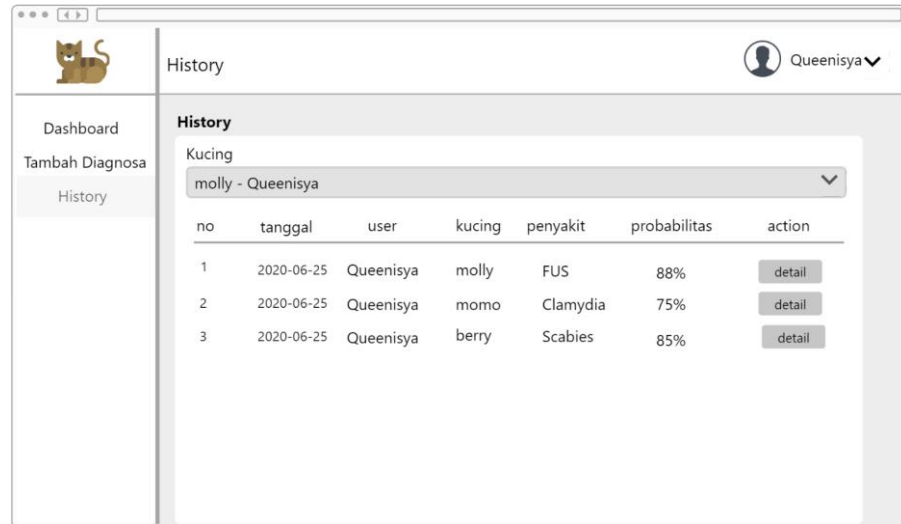 History
Queenisya
Dashboard
Tambah Diagnosa
History
History
Kucing
molly - Queenisya
no tanggal user kucing penyakit probabilitas action
1 2020-06-25 Queenisya molly FUS 88% detail
2 2020-06-25 Queenisya momo Clamydia 75% detail
3 2020-06-25 Queenisya berry Scabies 85% detail